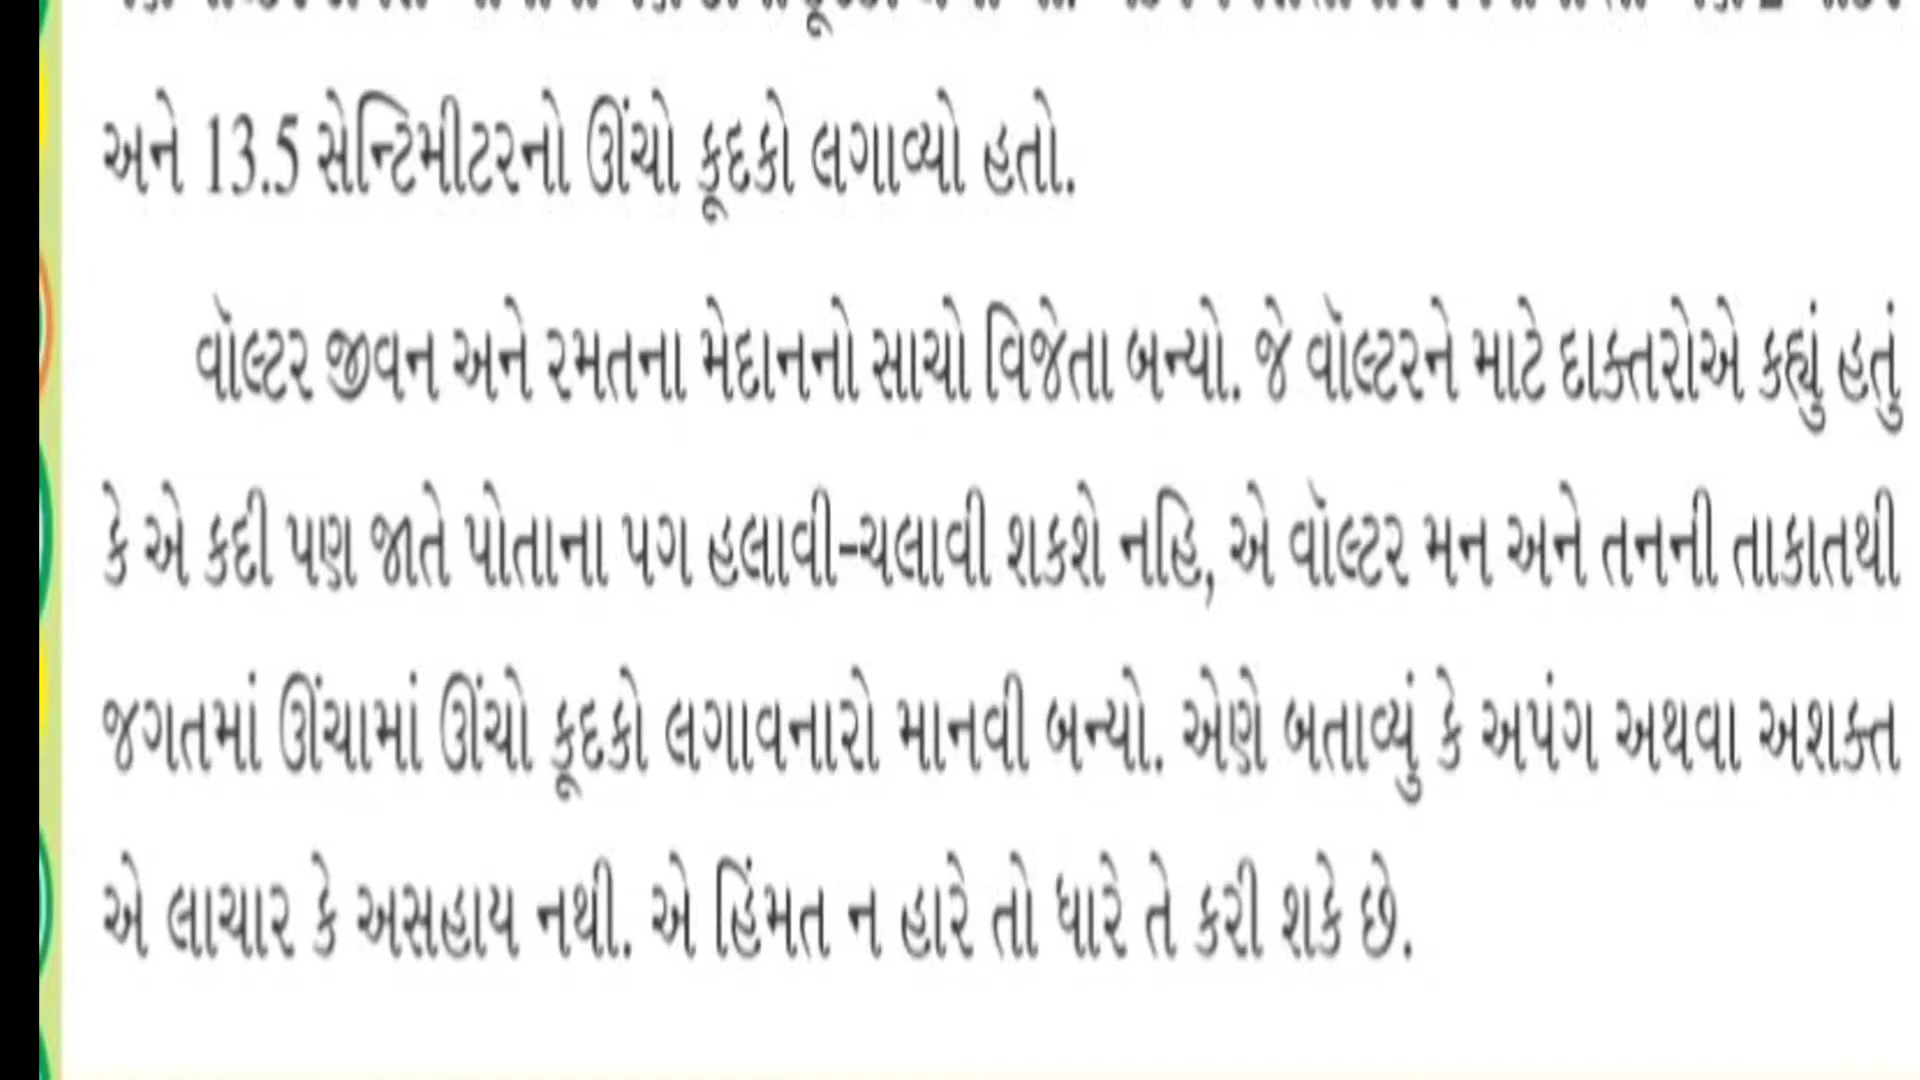 અને 13.5 સેન્ટિમીટરનો ઊંચો કૂદકો લગાવ્યો હતો.
વૉલ્ટર જીવન અને રમતના મેદાનનો સાચો વિજેતા બન્યો. જે વૉલ્ટરને માટે દાક્તરોએ કહ્યું હતું
કે એ કદી પણ જાતે પોતાના પગ હલાવી-ચલાવી શકશે નહિ, એ વૉલ્ટર મન અને તનની તાકાતથી
જગતમાં ઊંચામાં ઊંચો કૂદકો લગાવનારો માનવી બન્યો. એણે બતાવ્યું કે અપંગ અથવા અશક્ત
એ લાચાર કે અસહાય નથી. એ હિંમત ન હારે તો ધારે તે કરી શકે છે.